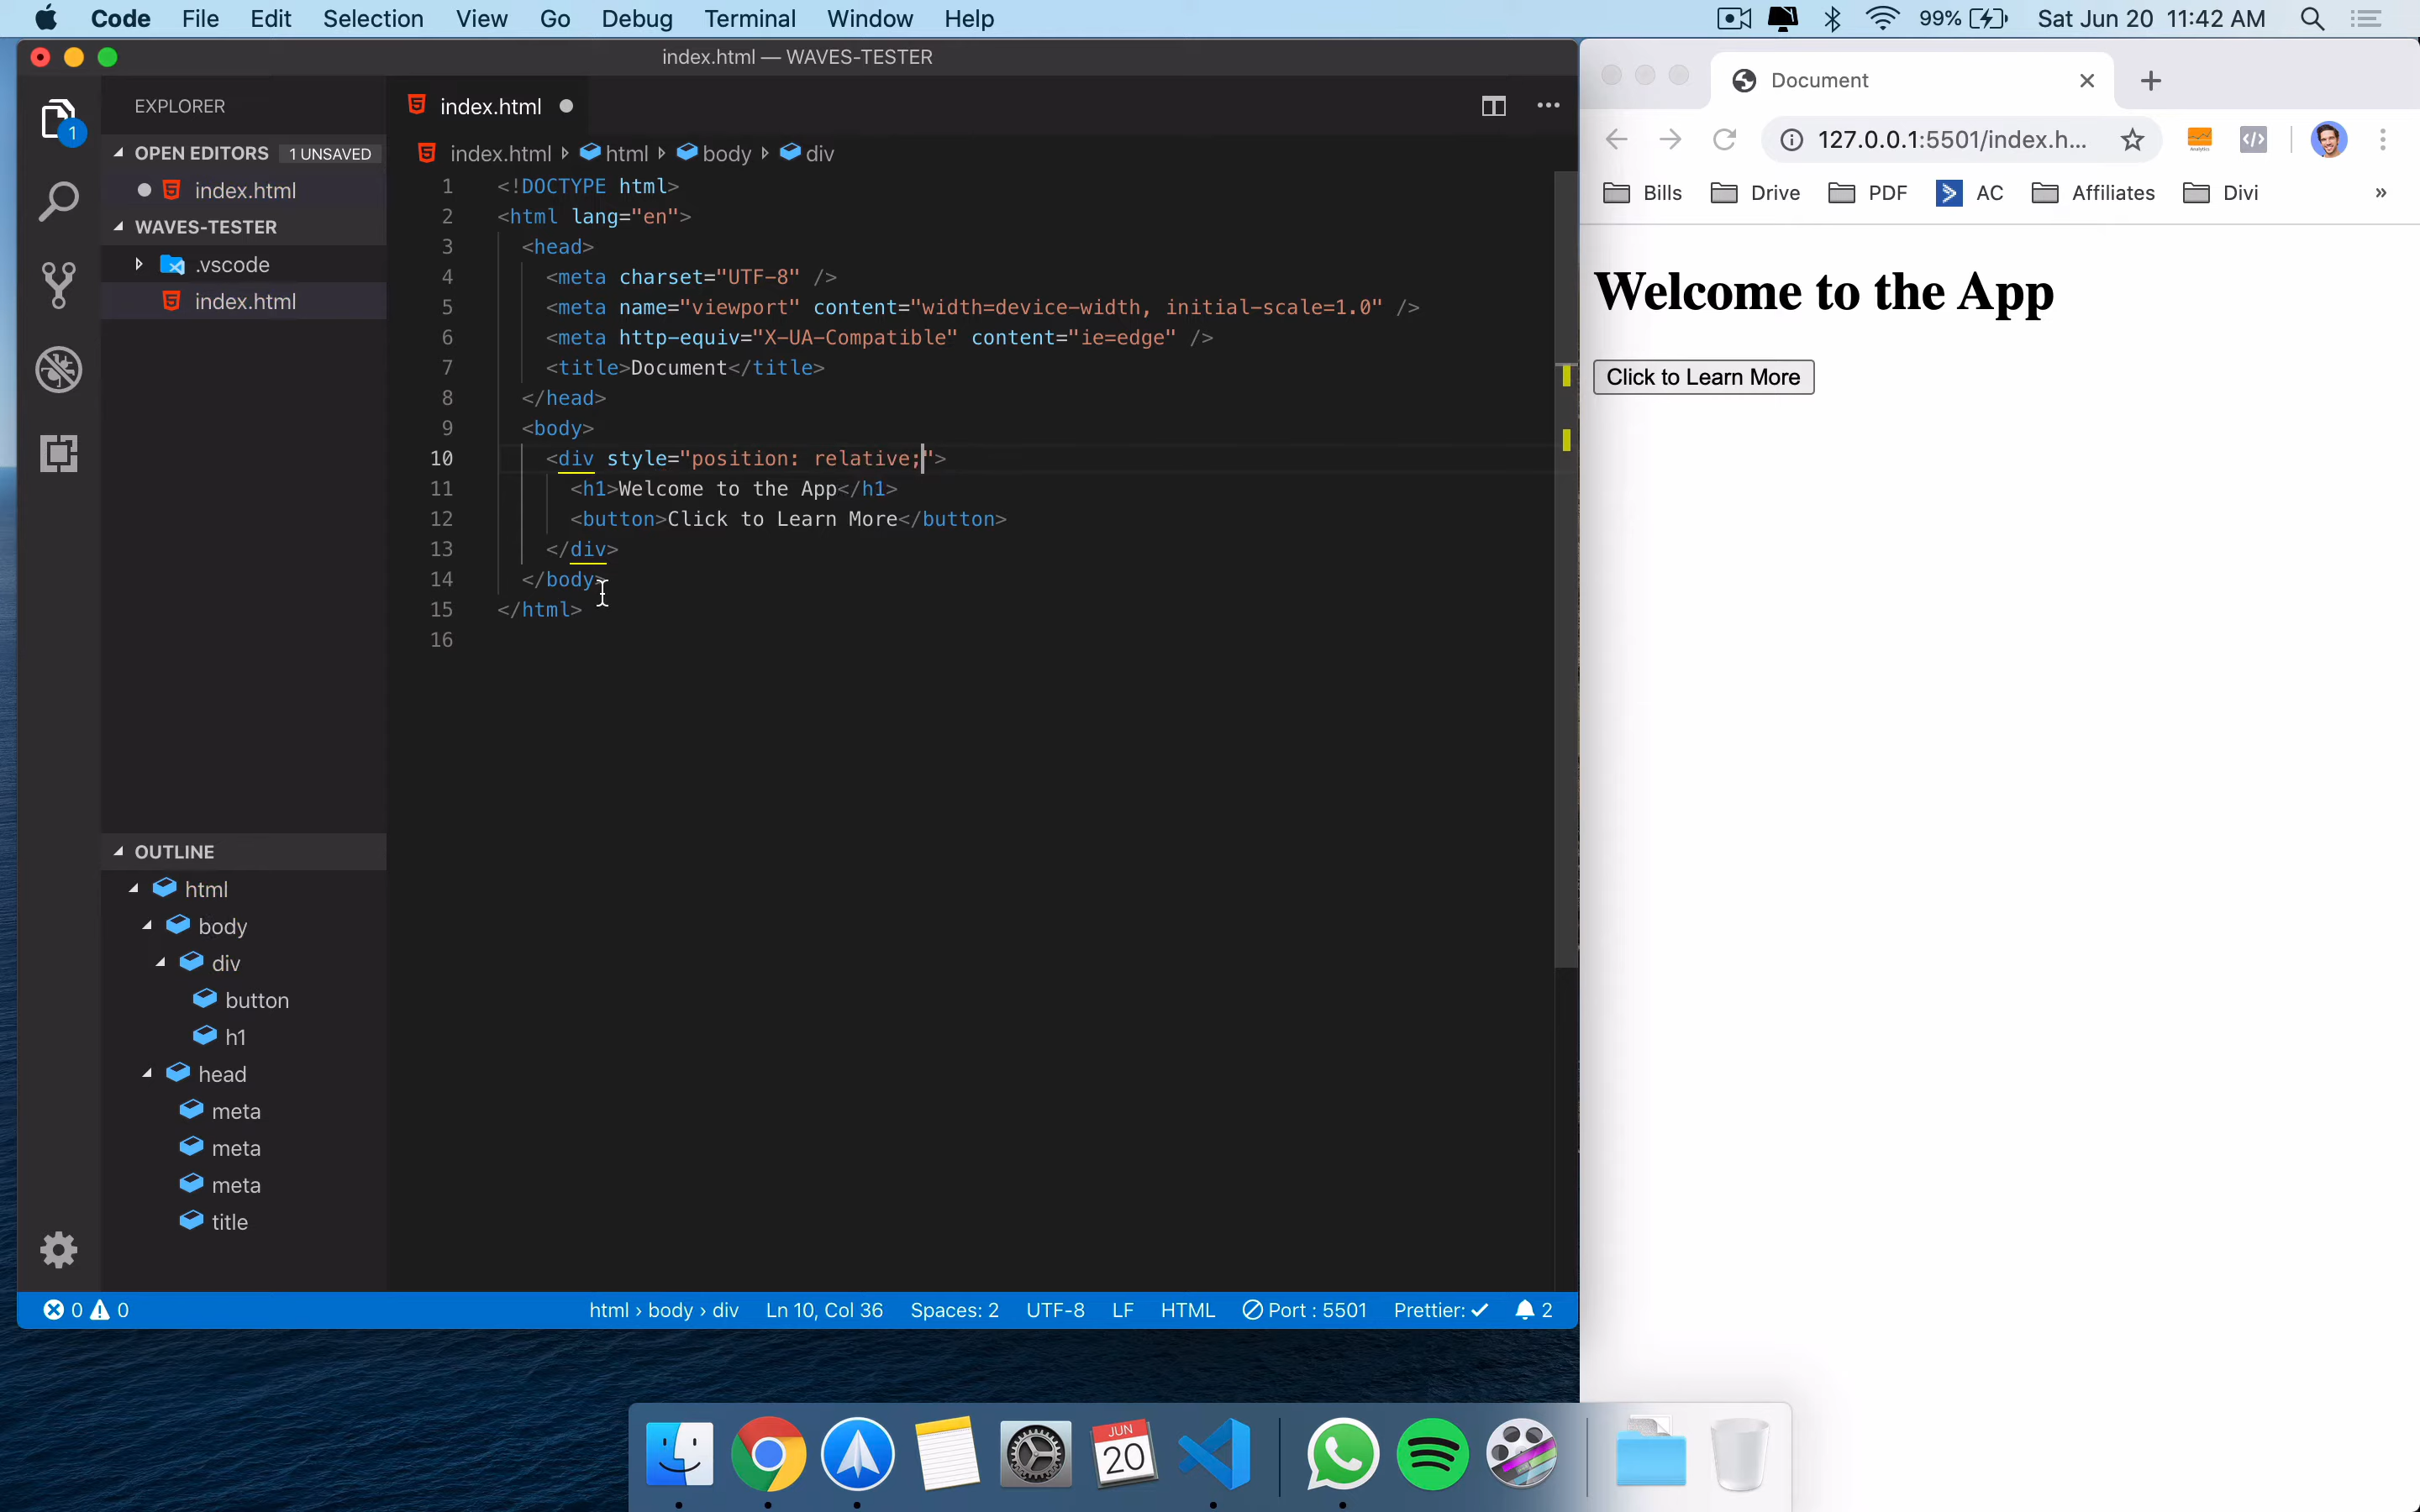 Code File Edit Selection View Go Debug Terminal Window Help
99% Sat Jun 20 11:42 AM
index.html — WAVES-TESTER
EXPLORER
1
OPEN EDITORS 1 UNSAVED
index.html
WAVES-TESTER
.vscode
index.html
index.html
index.html html body div
1 <!DOCTYPE html>
2 <html lang="en">
3 <head>
4 <meta charset="UTF-8" />
5 <meta name="viewport" content="width=device-width, initial-scale=1.0" />
6 <meta http-equiv="X-UA-Compatible" content="ie=edge" />
7 <title>Document</title>
8 </head>
9 <body>
10 <div style="position: relative;">
11 <h1>Welcome to the App</h1>
12 <button>Click to Learn More</button>
13 </div>
14 </body>
15 </html>
16
OUTLINE
html
body
div
button
h1
head
meta
meta
meta
title
0 0 html › body › div Ln 10, Col 36 Spaces: 2 UTF-8 LF HTML Port : 5501 Prettier: ✓ 2
Document
127.0.0.1:5501/index.h...
Bills Drive PDF AC Affiliates Divi »
Welcome to the App
Click to Learn More
JUN
20